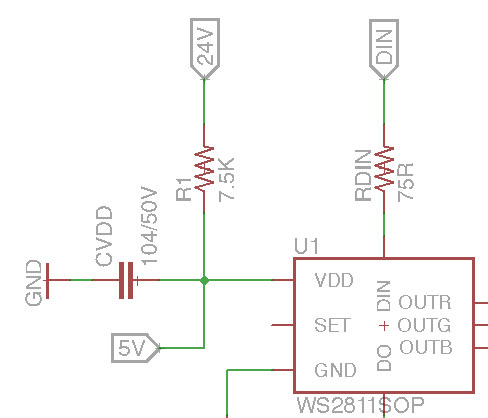 24V
DIN
R1
7.5K
RDIN
75R
CVDD
104/50V
GND
5V
U1
VDD
SET
GND
DIN
+
DO
OUTR
OUTG
OUTB
WS2811SOP